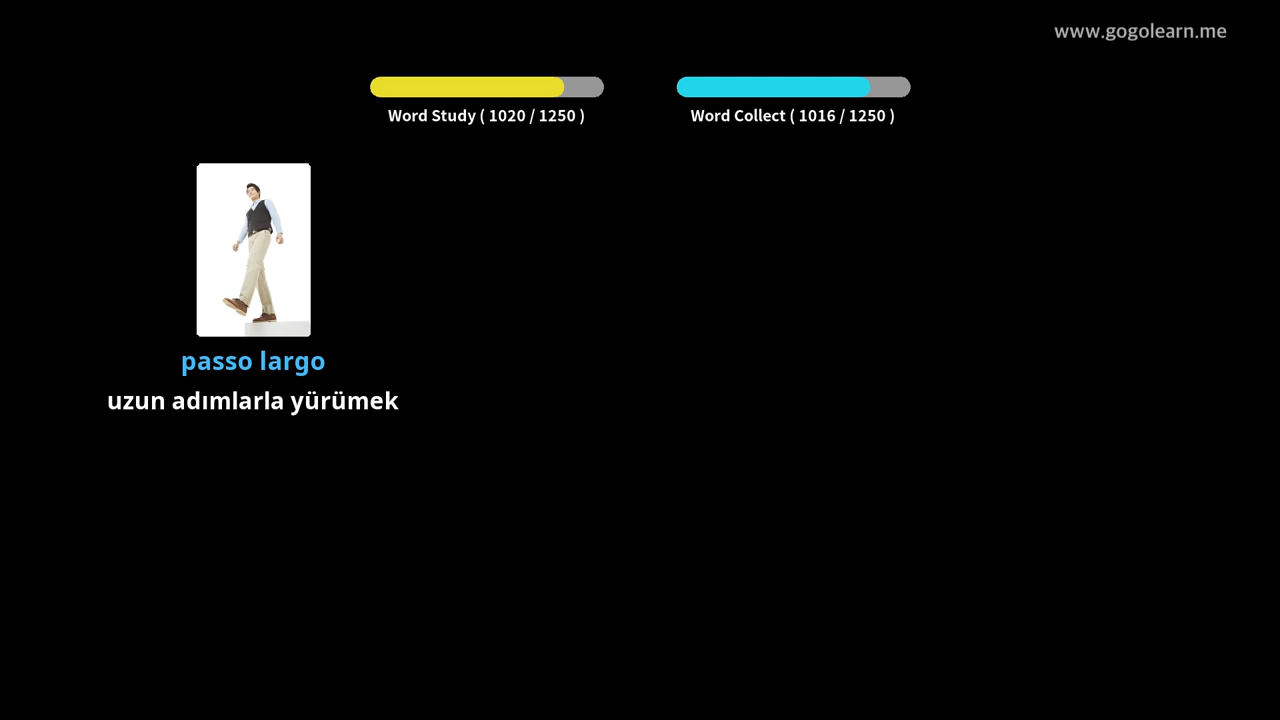 www.gogolearn.me
Word Study ( 1020 / 1250 )
Word Collect ( 1016 / 1250 )
passo largo
uzun adımlarla yürümek